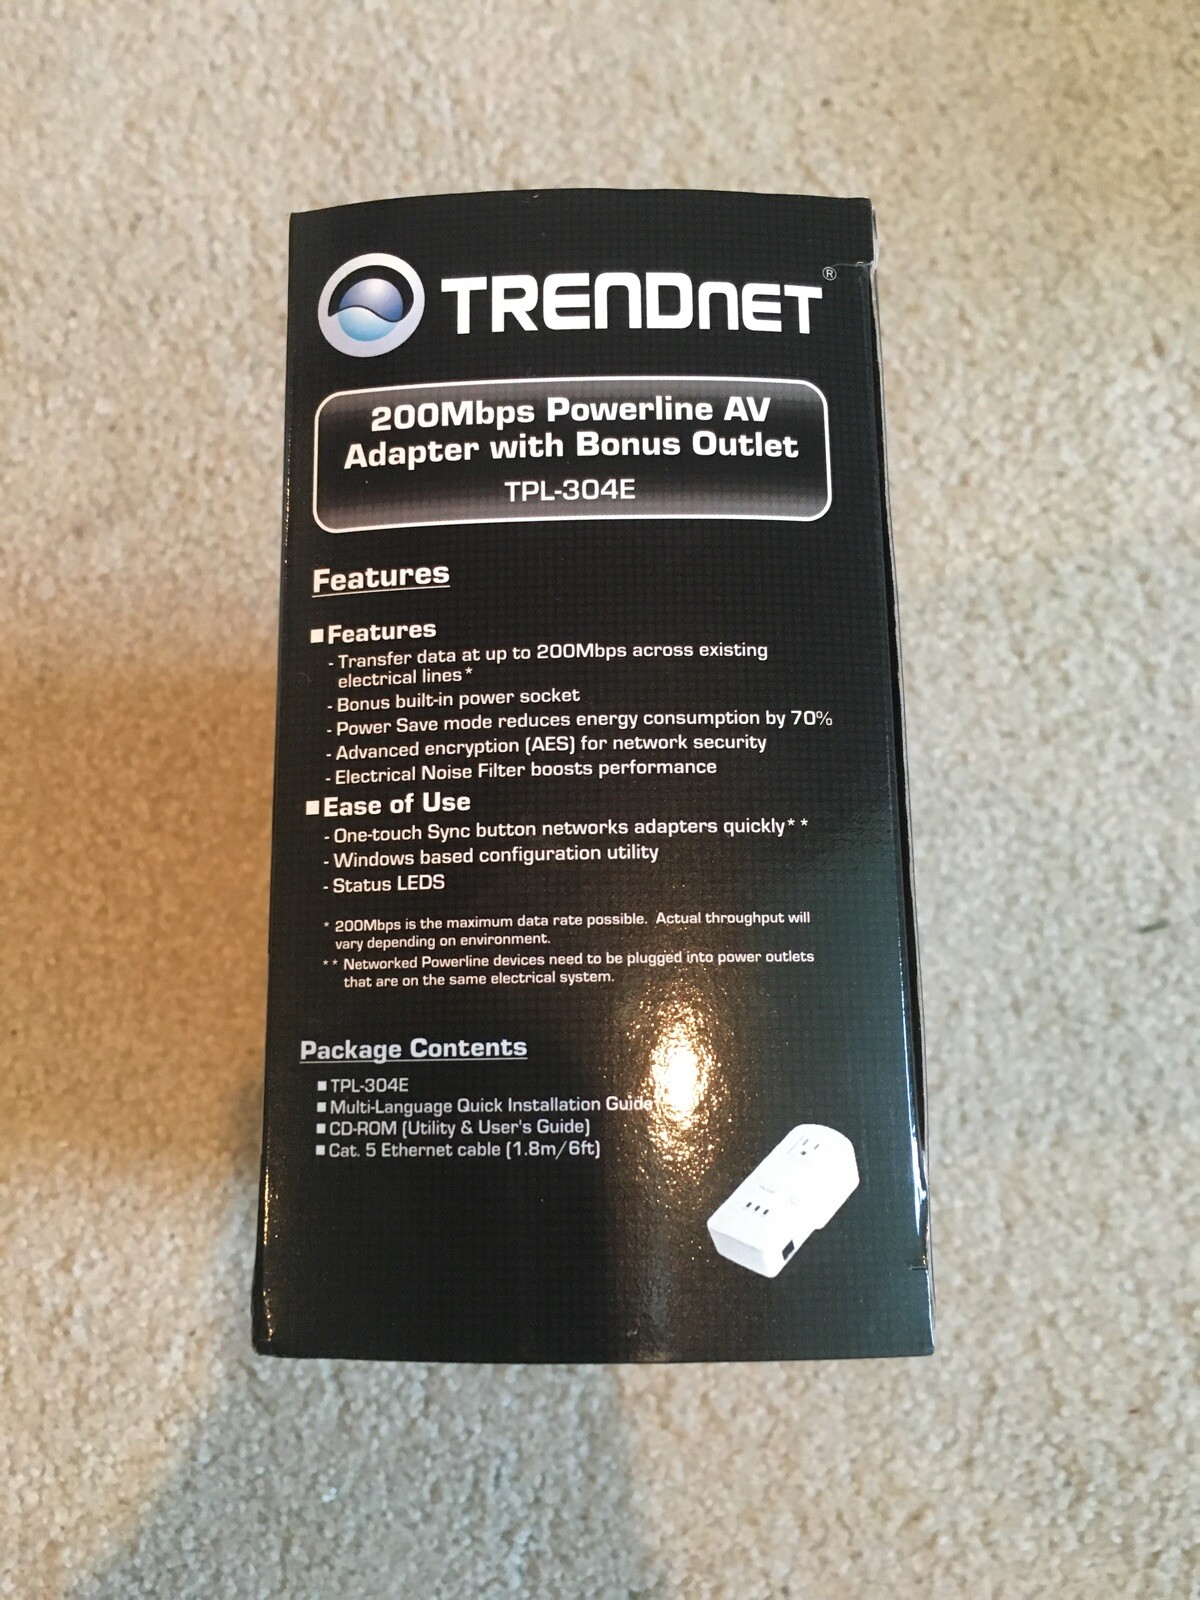 TRENDNET®
200Mbps Powerline AV
Adapter with Bonus Outlet
TPL-304E
Features
■ Features
- Transfer data at up to 200Mbps across existing
electrical lines*
- Bonus built-in power socket
- Power Save mode reduces energy consumption by 70%
- Advanced encryption (AES) for network security
- Electrical Noise Filter boosts performance
■ Ease of Use
- One-touch Sync button networks adapters quickly**
- Windows based configuration utility
- Status LEDS
* 200Mbps is the maximum data rate possible. Actual throughput will
vary depending on environment.
** Networked Powerline devices need to be plugged into power outlets
that are on the same electrical system.
Package Contents
■ TPL-304E
■ Multi-Language Quick Installation Guide
■ CD-ROM (Utility & User's Guide)
■ Cat. 5 Ethernet cable (1.8m/6ft)